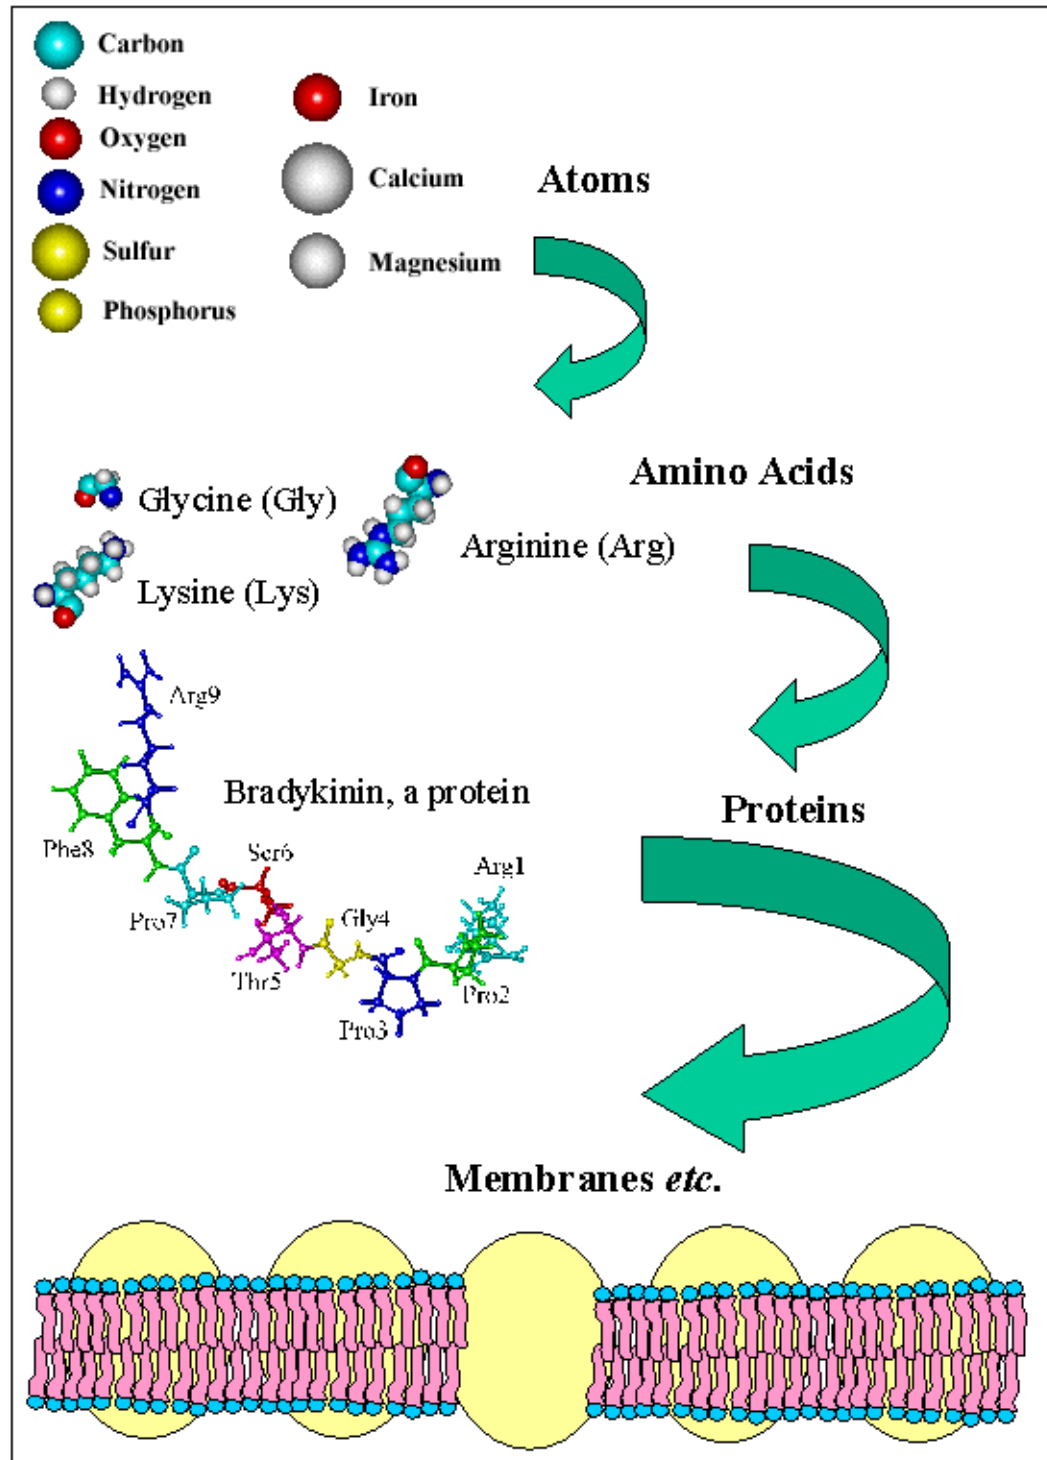 Carbon
Hydrogen
Oxygen
Nitrogen
Sulfur
Phosphorus
Iron
Calcium
Magnesium
Atoms
Amino Acids
Glycine (Gly)
Arginine (Arg)
Lysine (Lys)
Arg9
Bradykinin, a protein
Proteins
Phe8
Ser6
Arg1
Pro7
Gly4
Thr5
Pro2
Pro3
Membranes etc.